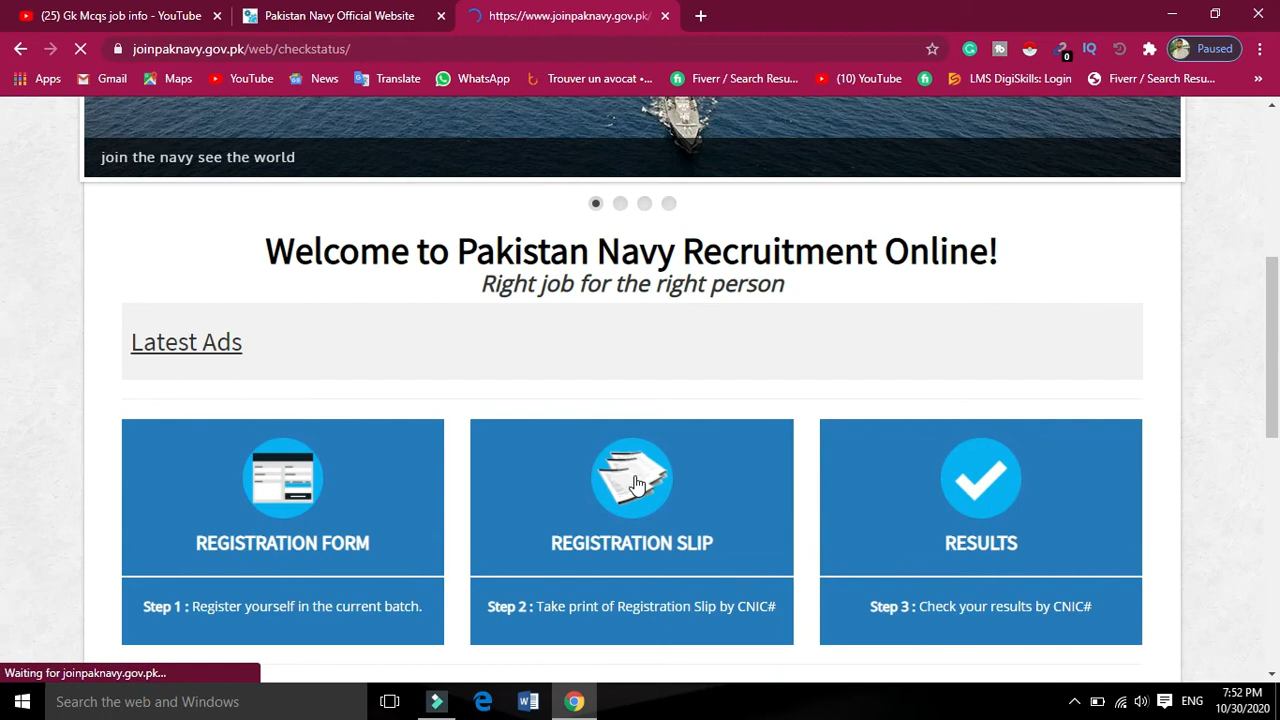 (25) Gk Mcqs job info - YouTube
Pakistan Navy Official Website
https://www.joinpaknavy.gov.pk/
joinpaknavy.gov.pk/web/checkstatus/
0
IQ
Paused
Apps
Gmail
Maps
YouTube
News
Translate
WhatsApp
Trouver un avocat •...
Fiverr / Search Resu...
(10) YouTube
LMS DigiSkills: Login
Fiverr / Search Resu...
join the navy see the world
Welcome to Pakistan Navy Recruitment Online!
Right job for the right person
Latest Ads
REGISTRATION FORM
Step 1 : Register yourself in the current batch.
REGISTRATION SLIP
Step 2 : Take print of Registration Slip by CNIC#
RESULTS
Step 3 : Check your results by CNIC#
Waiting for joinpaknavy.gov.pk...
Search the web and Windows
ENG
7:52 PM
10/30/2020